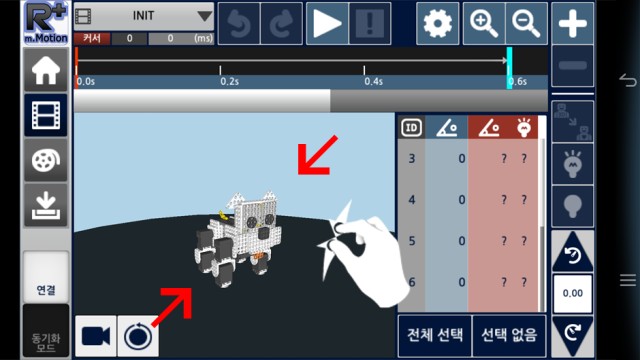 R+
m.Motion
INIT
커서 0 0 (ms)
0.0s 0.2s 0.4s 0.6s
ID
3 0 ? ?
4 0 ? ?
5 0 ? ?
6 0 ? ?
연결
동기화
모드
0.00
전체 선택 선택 없음